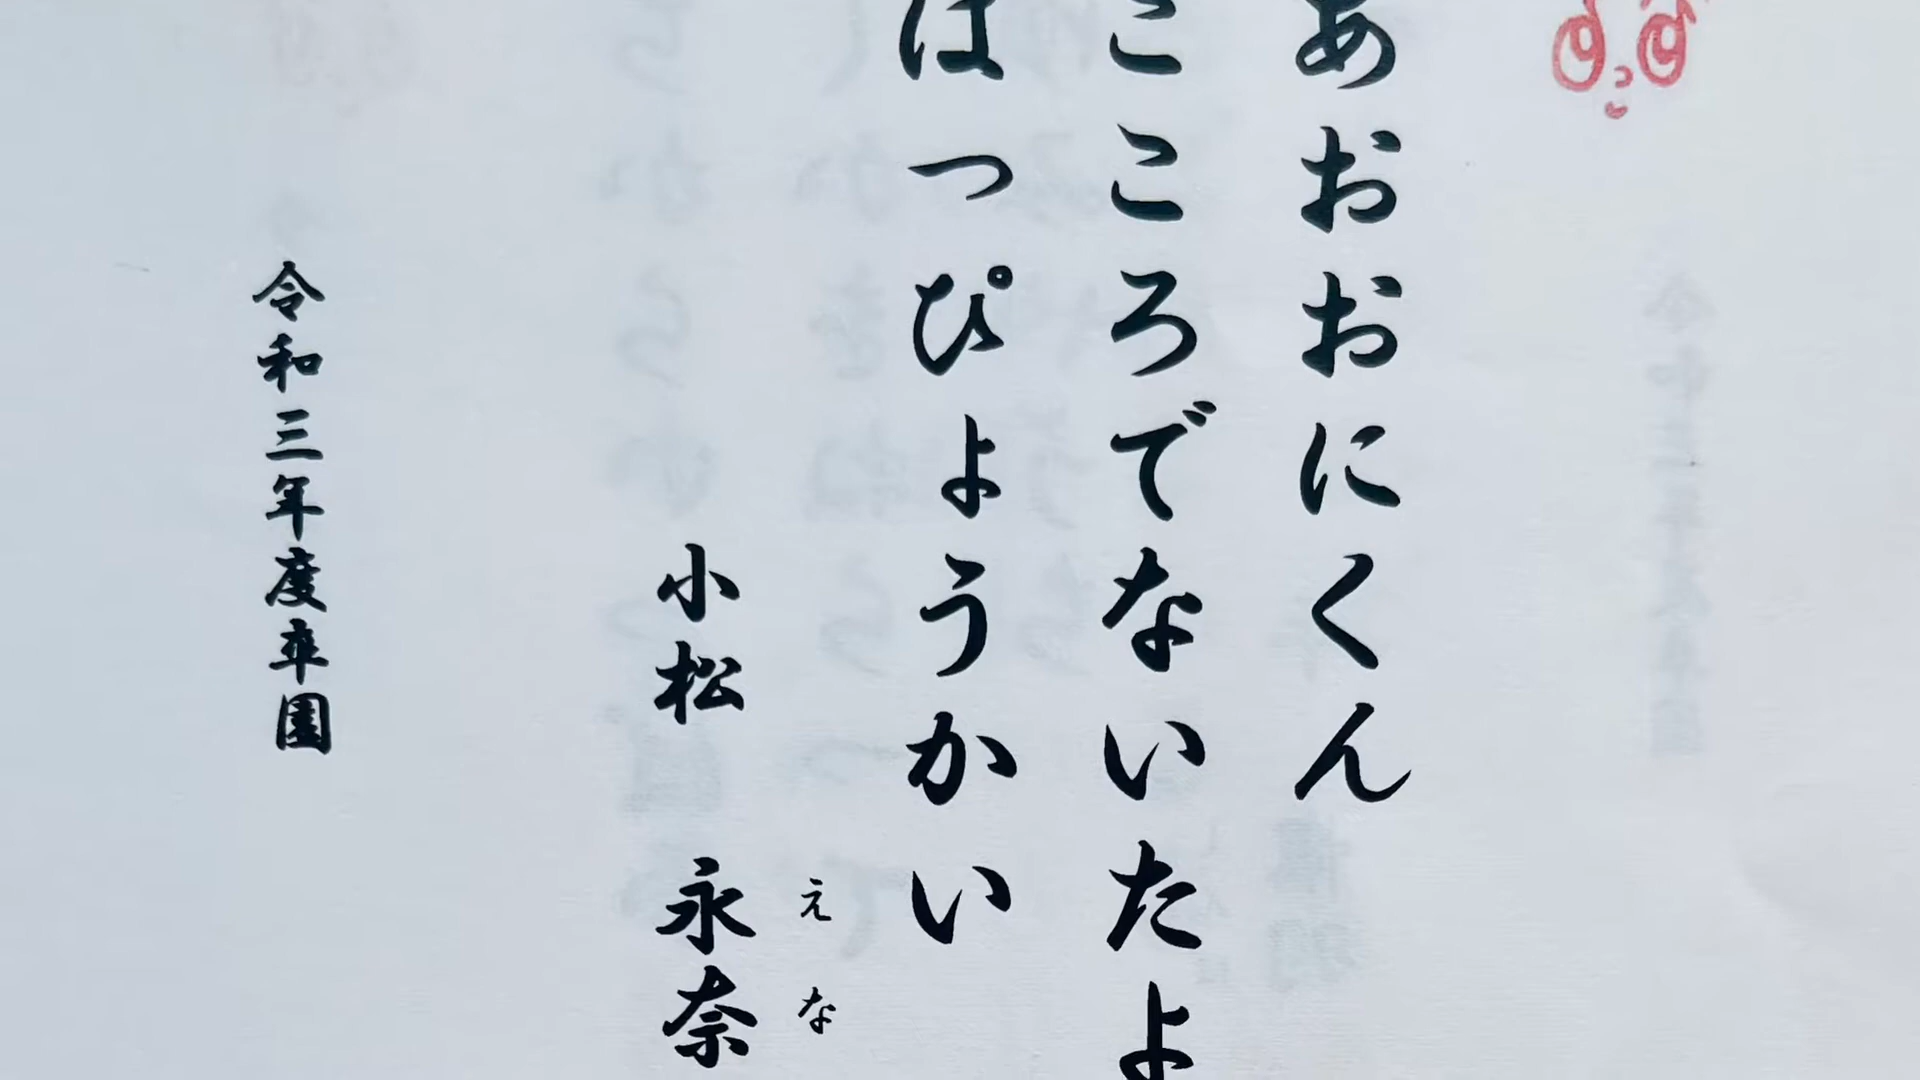 あおおにくん
こころでないたよ
はっぴょうかい
えな
小松 永奈
令和三年度卒園